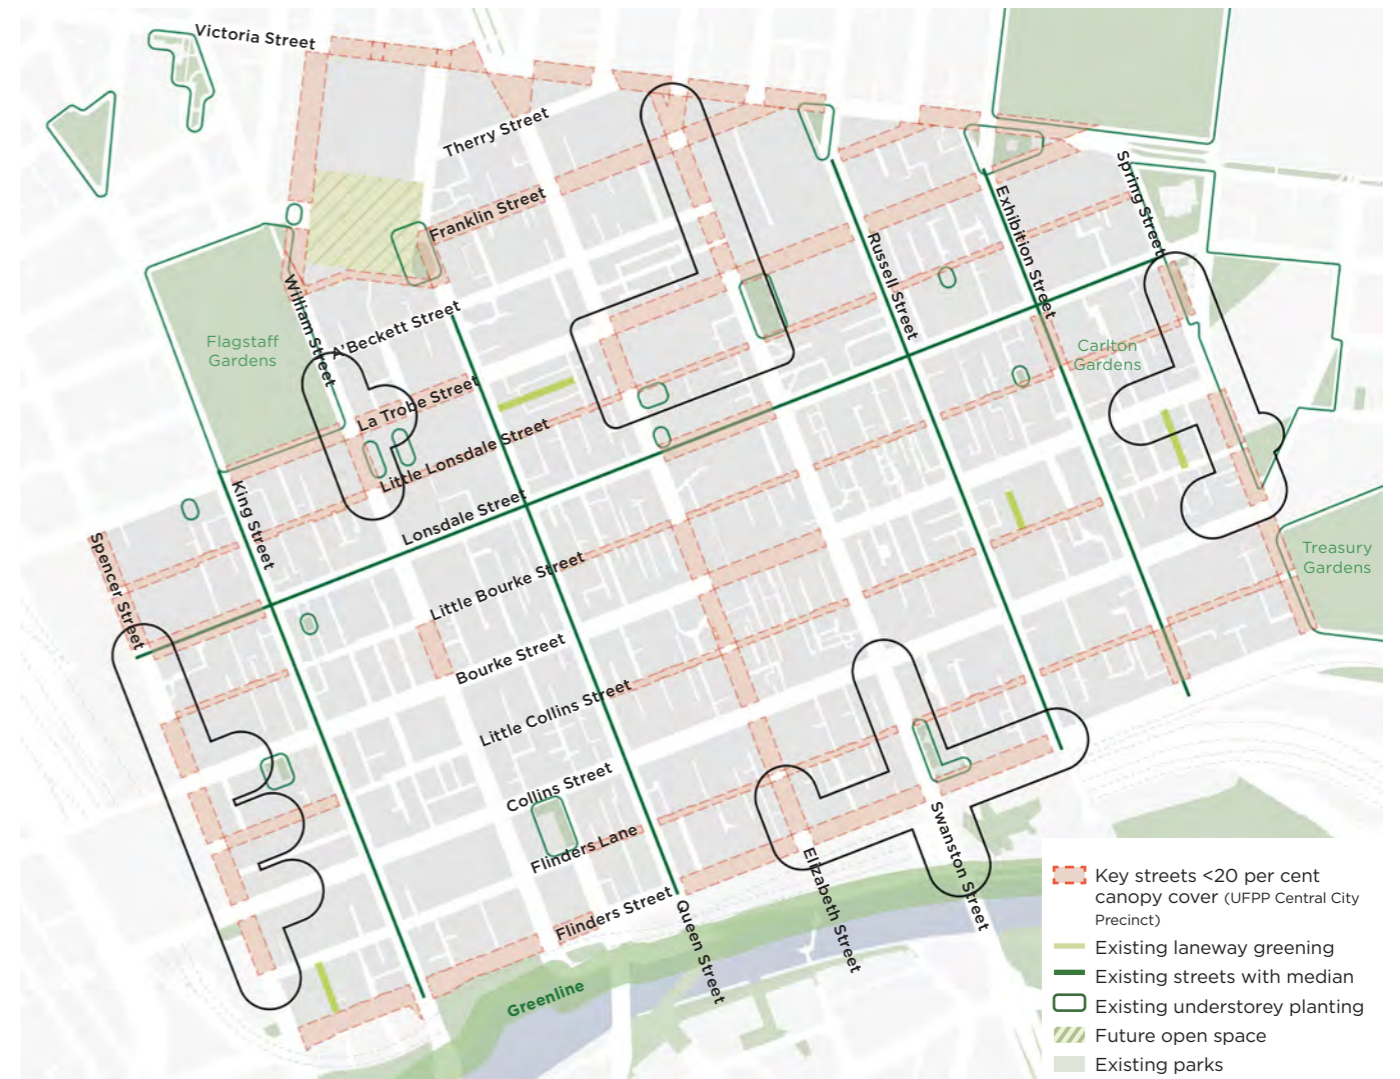 Victoria Street
Therry Street
Franklin Street
Spring Street
Exhibition Street
Russell Street
William Street
A'Beckett Street
Flagstaff
Gardens
Carlton
Gardens
La Trobe Street
Little Lonsdale Street
King Street
Lonsdale Street
Spencer Street
Treasury
Gardens
Little Bourke Street
Bourke Street
Little Collins Street
Collins Street
Flinders Lane
Flinders Street
Swanston Street
Elizabeth Street
Queen Street
Greenline
Key streets <20 per cent
canopy cover (UFPP Central City
Precinct)
Existing laneway greening
Existing streets with median
Existing understorey planting
Future open space
Existing parks